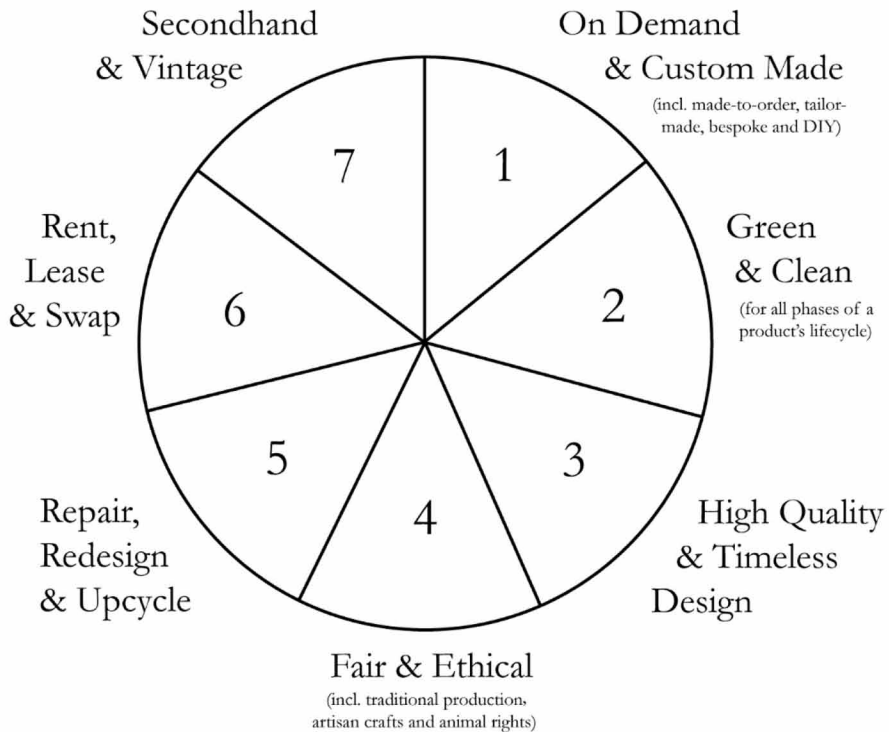 Secondhand
& Vintage
7
On Demand
& Custom Made
(incl. made-to-order, tailor-
made, bespoke and DIY)
1
Green
& Clean
(for all phases of a
product's lifecycle)
2
High Quality
& Timeless
Design
3
Fair & Ethical
(incl. traditional production,
artisan crafts and animal rights)
4
Repair,
Redesign
& Upcycle
5
Rent,
Lease
& Swap
6